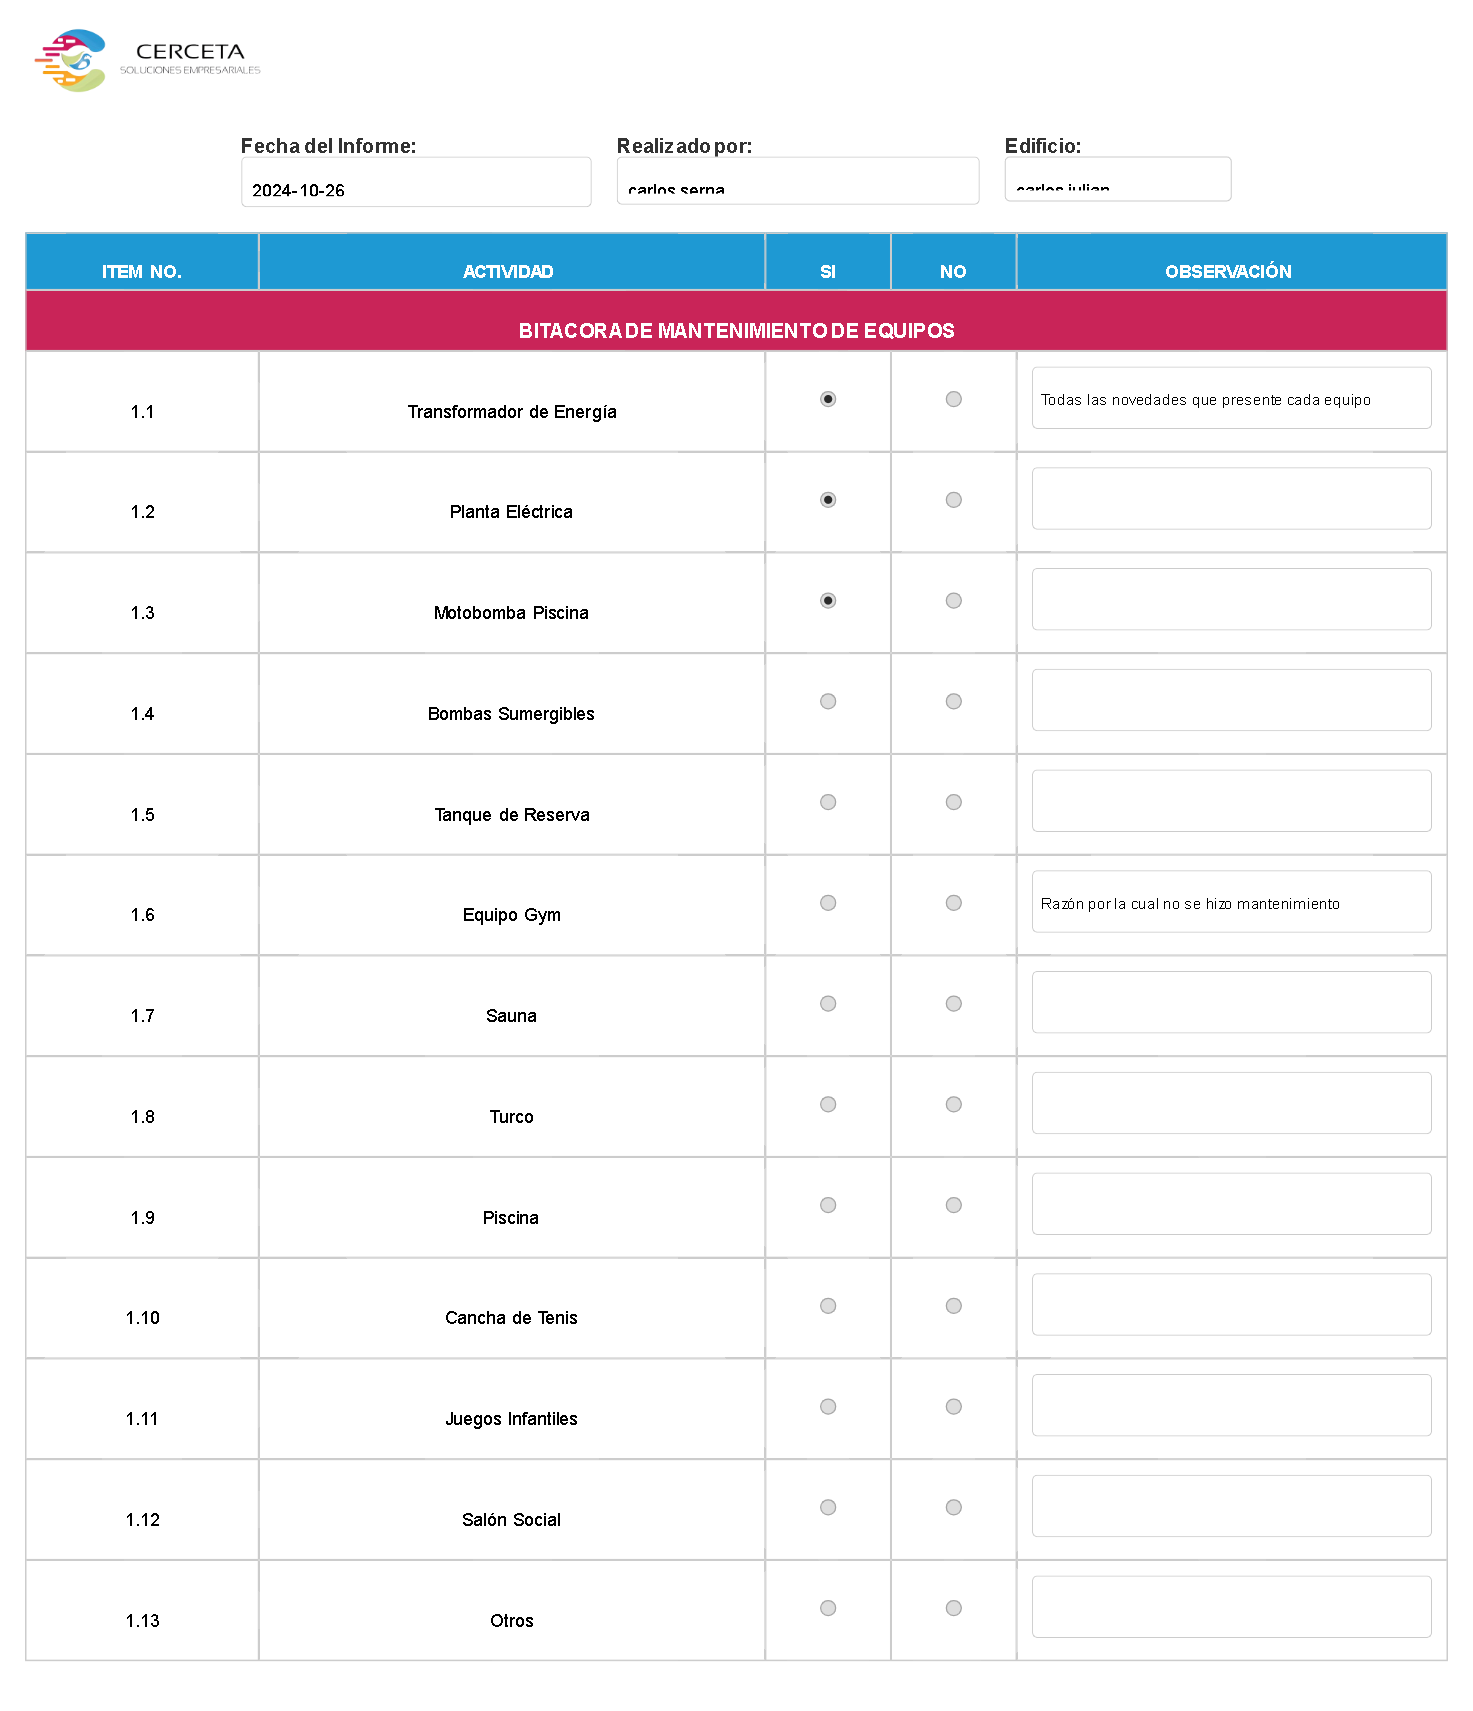 CERCETA
SOLUCIONES EMPRESARIALES
Fecha del Informe: Realizado por: Edificio:
2024-10-26 carlos serna carlos julian
ITEM NO. ACTIVIDAD SI NO OBSERVACIÓN
BITACORA DE MANTENIMIENTO DE EQUIPOS
1.1 Transformador de Energía Todas las novedades que presente cada equipo
1.2 Planta Eléctrica
1.3 Motobomba Piscina
1.4 Bombas Sumergibles
1.5 Tanque de Reserva
1.6 Equipo Gym Razón por la cual no se hizo mantenimiento
1.7 Sauna
1.8 Turco
1.9 Piscina
1.10 Cancha de Tenis
1.11 Juegos Infantiles
1.12 Salón Social
1.13 Otros